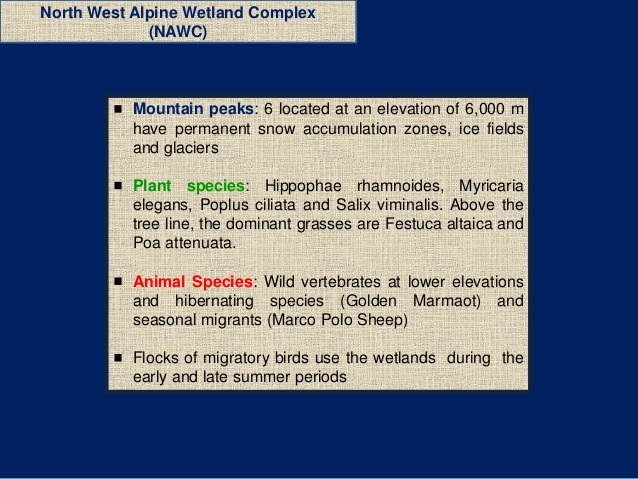 North West Alpine Wetland Complex
(NAWC)
■ Mountain peaks: 6 located at an elevation of 6,000 m
have permanent snow accumulation zones, ice fields
and glaciers
■ Plant species: Hippophae rhamnoides, Myricaria
elegans, Poplus ciliata and Salix viminalis. Above the
tree line, the dominant grasses are Festuca altaica and
Poa attenuata.
■ Animal Species: Wild vertebrates at lower elevations
and hibernating species (Golden Marmaot) and
seasonal migrants (Marco Polo Sheep)
■ Flocks of migratory birds use the wetlands during the
early and late summer periods